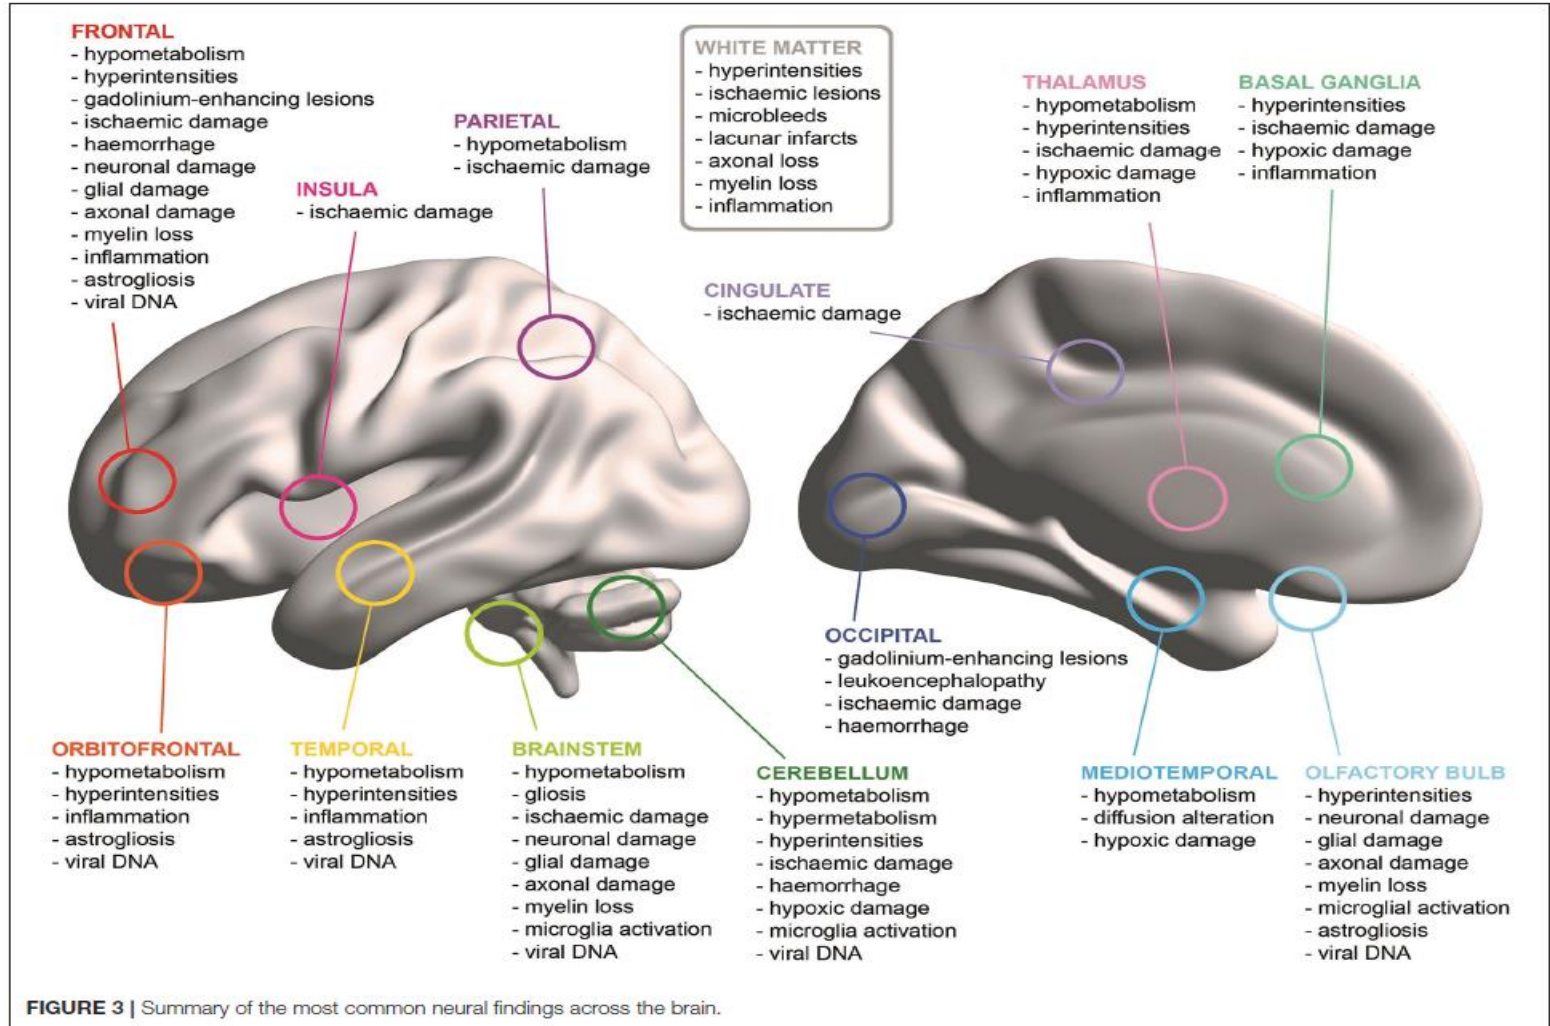 FRONTAL
- hypometabolism
- hyperintensities
- gadolinium-enhancing lesions
- ischaemic damage
- haemorrhage
- neuronal damage
- glial damage
- axonal damage
- myelin loss
- inflammation
- astrogliosis
- viral DNA
INSULA
- ischaemic damage
PARIETAL
- hypometabolism
- ischaemic damage
WHITE MATTER
- hyperintensities
- ischaemic lesions
- microbleeds
- lacunar infarcts
- axonal loss
- myelin loss
- inflammation
CINGULATE
- ischaemic damage
THALAMUS
- hypometabolism
- hyperintensities
- ischaemic damage
- hypoxic damage
- inflammation
BASAL GANGLIA
- hyperintensities
- ischaemic damage
- hypoxic damage
- inflammation
ORBITOFRONTAL
- hypometabolism
- hyperintensities
- inflammation
- astrogliosis
- viral DNA
TEMPORAL
- hypometabolism
- hyperintensities
- inflammation
- astrogliosis
- viral DNA
BRAINSTEM
- hypometabolism
- gliosis
- ischaemic damage
- neuronal damage
- glial damage
- axonal damage
- myelin loss
- microglia activation
- viral DNA
CEREBELLUM
- hypometabolism
- hypermetabolism
- hyperintensities
- ischaemic damage
- haemorrhage
- hypoxic damage
- microglia activation
- viral DNA
OCCIPITAL
- gadolinium-enhancing lesions
- leukoencephalopathy
- ischaemic damage
- haemorrhage
MEDIOTEMPORAL
- hypometabolism
- diffusion alteration
- hypoxic damage
OLFACTORY BULB
- hyperintensities
- neuronal damage
- glial damage
- axonal damage
- myelin loss
- microglial activation
- astrogliosis
- viral DNA
FIGURE 3 | Summary of the most common neural findings across the brain.